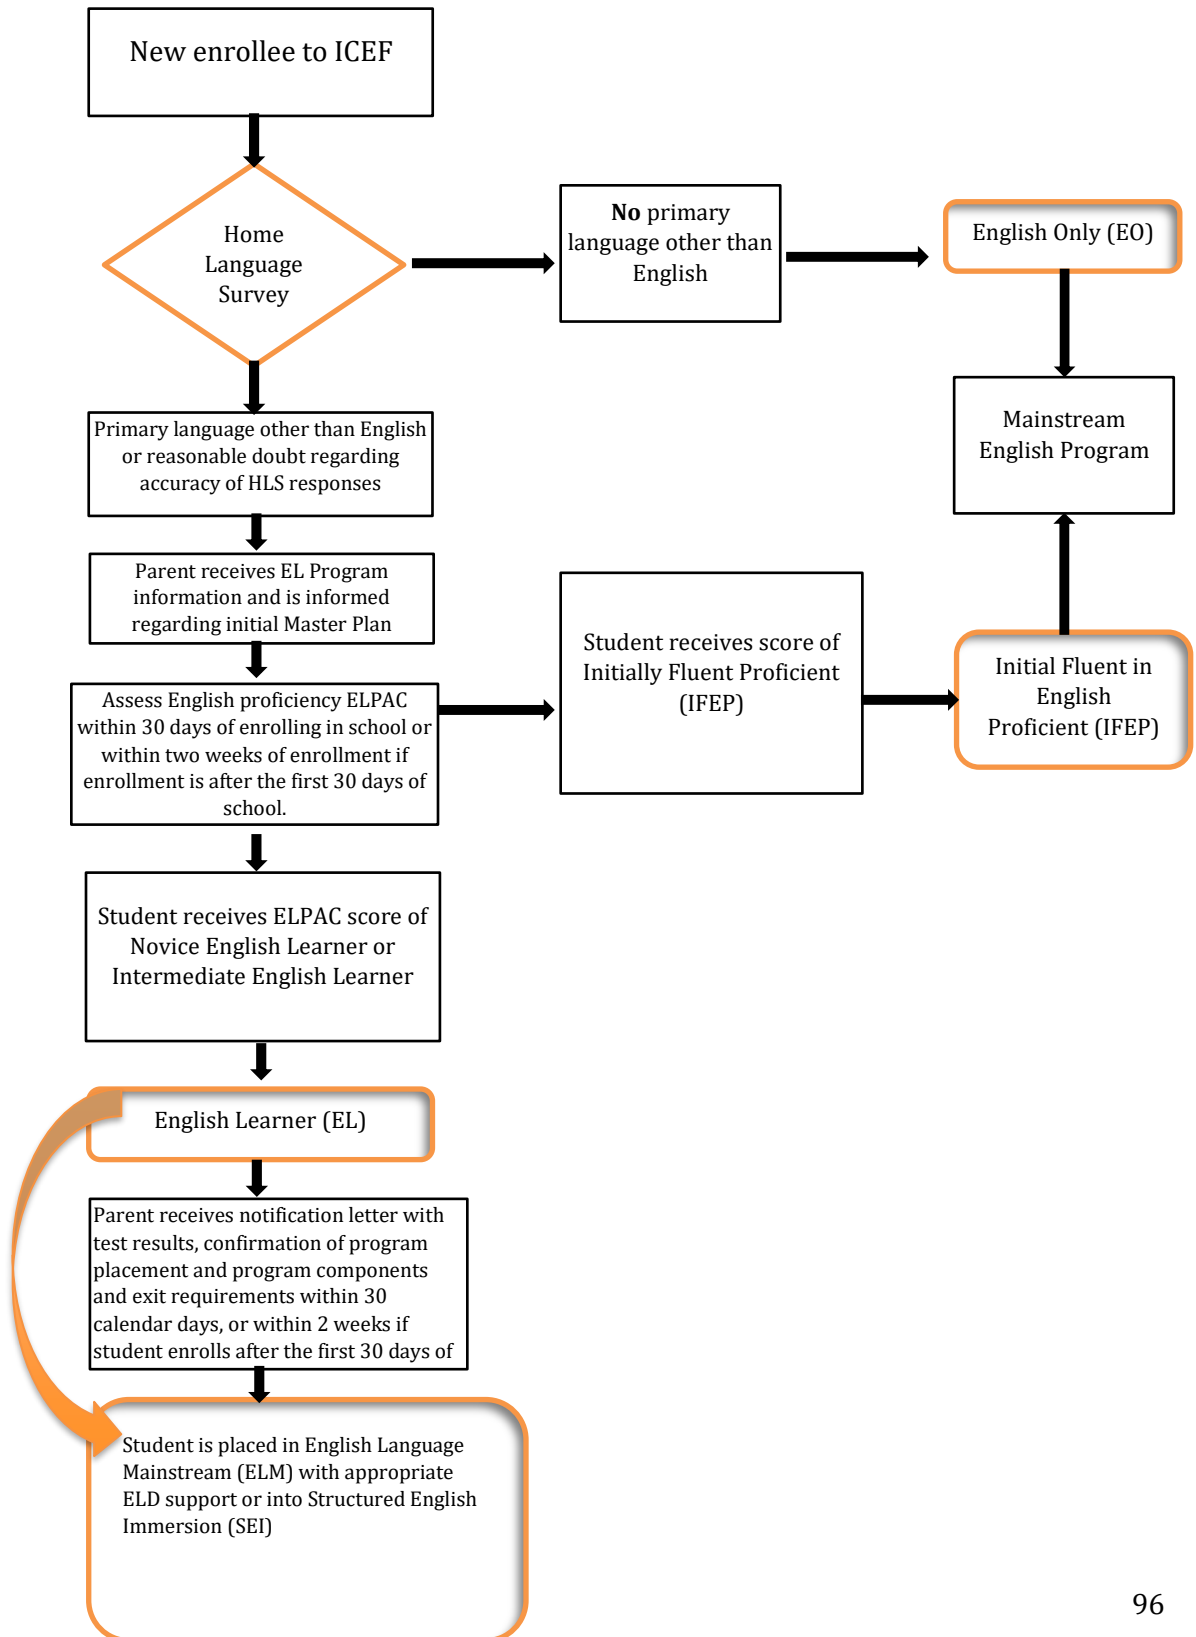 New enrollee to ICEF
Home
Language
Survey
No primary
language other than
English
English Only (EO)
Mainstream
English Program
Primary language other than English
or reasonable doubt regarding
accuracy of HLS responses
Parent receives EL Program
information and is informed
regarding initial Master Plan
Assess English proficiency ELPAC
within 30 days of enrolling in school or
within two weeks of enrollment if
enrollment is after the first 30 days of
school.
Student receives score of
Initially Fluent Proficient
(IFEP)
Initial Fluent in
English
Proficient (IFEP)
Student receives ELPAC score of
Novice English Learner or
Intermediate English Learner
English Learner (EL)
Parent receives notification letter with
test results, confirmation of program
placement and program components
and exit requirements within 30
calendar days, or within 2 weeks if
student enrolls after the first 30 days of
Student is placed in English Language
Mainstream (ELM) with appropriate
ELD support or into Structured English
Immersion (SEI)
96